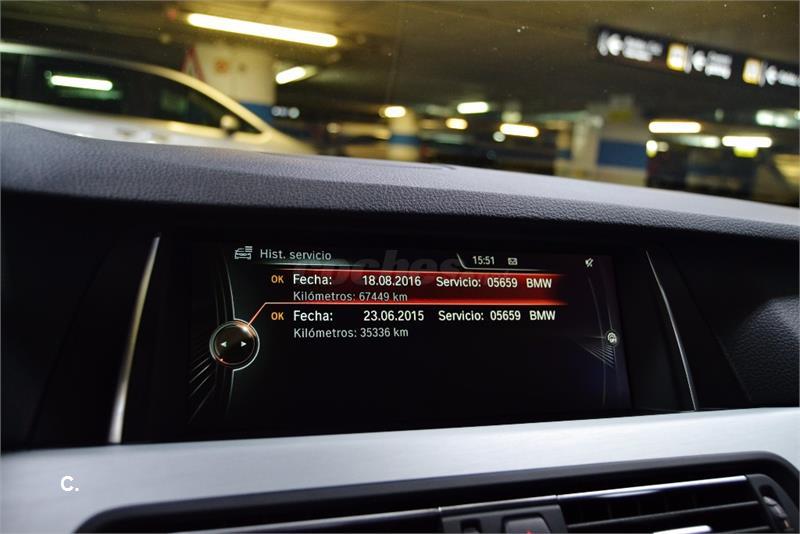 Hist. servicio
15:51
OK Fecha: 18.08.2016 Servicio: 05659 BMW
Kilómetros: 67449 km
OK Fecha: 23.06.2015 Servicio: 05659 BMW
Kilómetros: 35336 km
C.